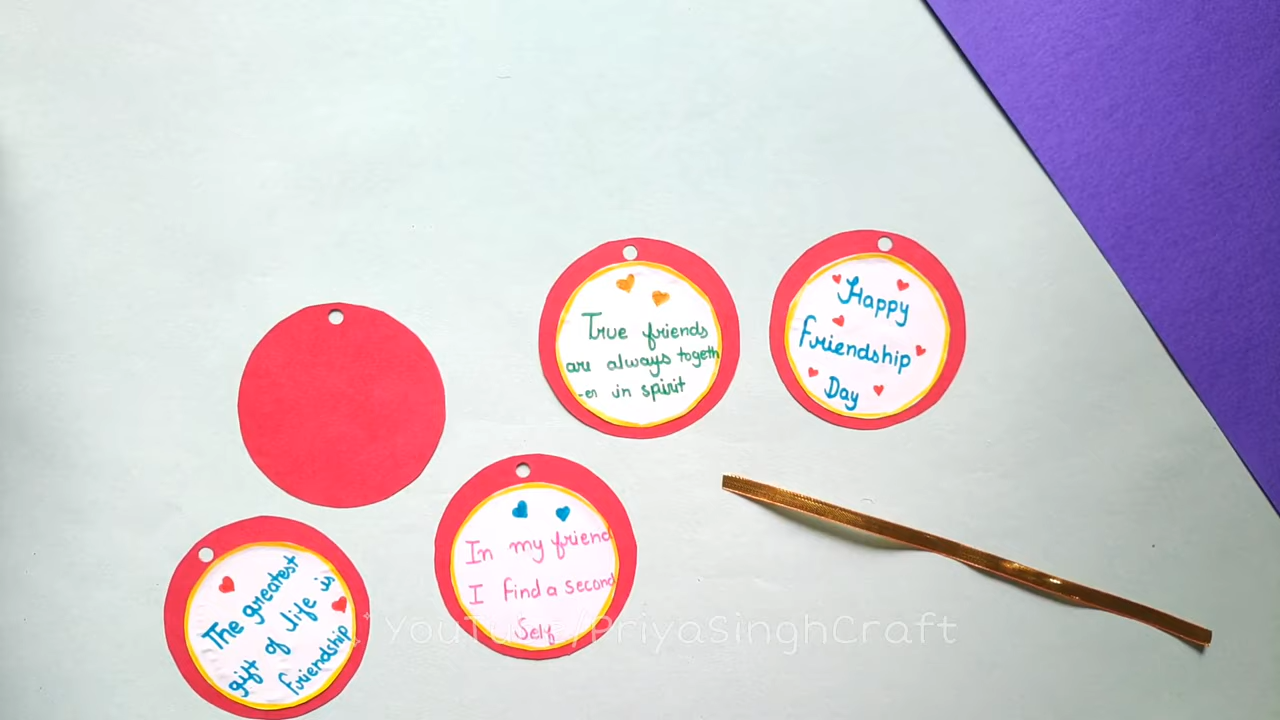 True friends
are always togeth
-er in spirit
Happy
Friendship
Day
In my friend
I find a second
Self
The greatest
gift of life is
friendship
YouTube/PriyaSinghCraft